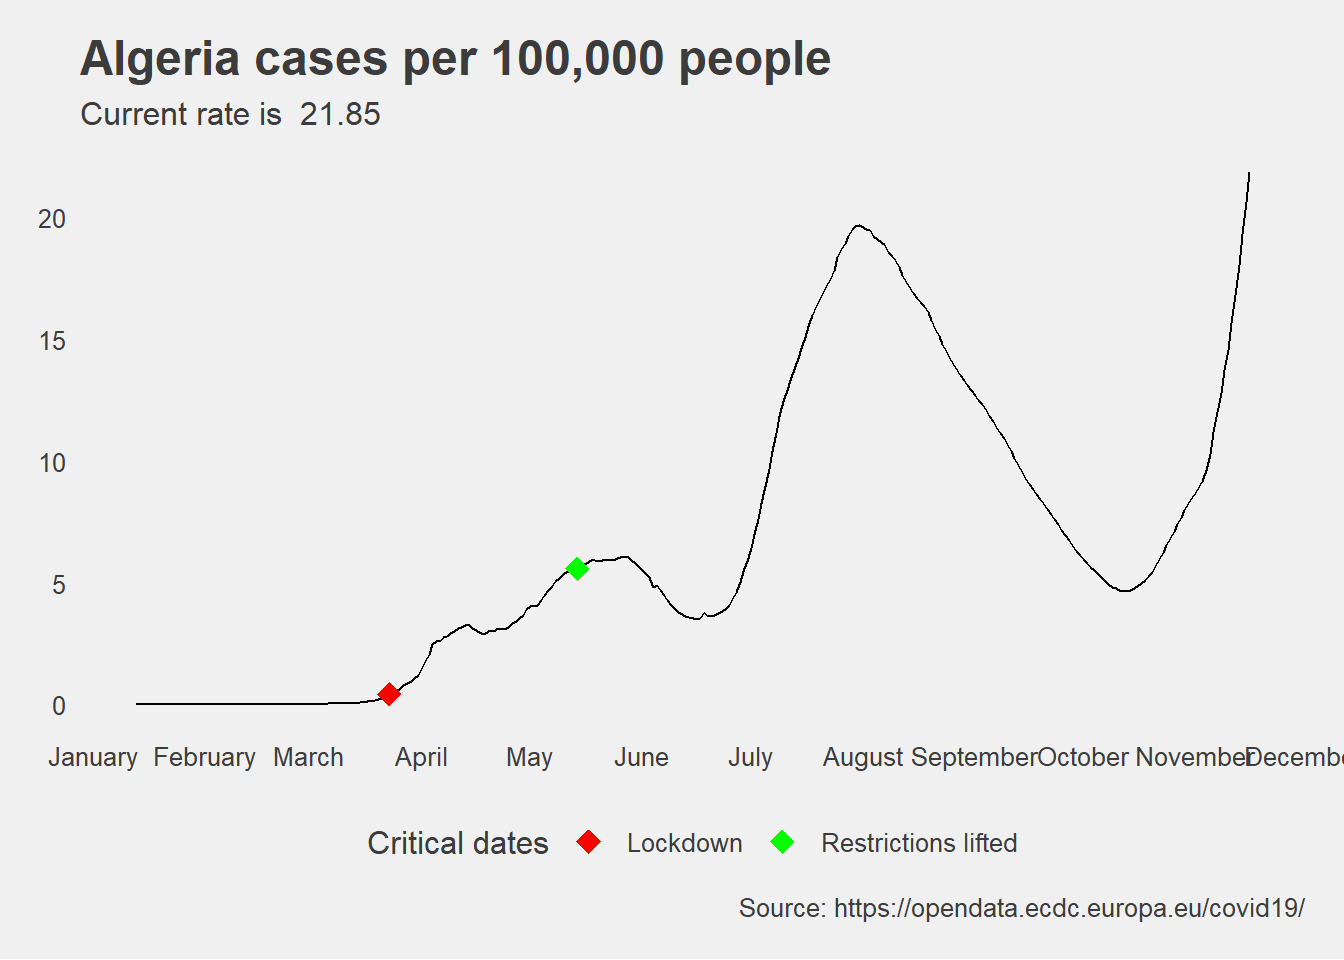 Algeria cases per 100,000 people
Current rate is  21.85
20
15
10
5
0
January February March April May June July August September October November Decembe
Critical dates Lockdown Restrictions lifted
Source: https://opendata.ecdc.europa.eu/covid19/